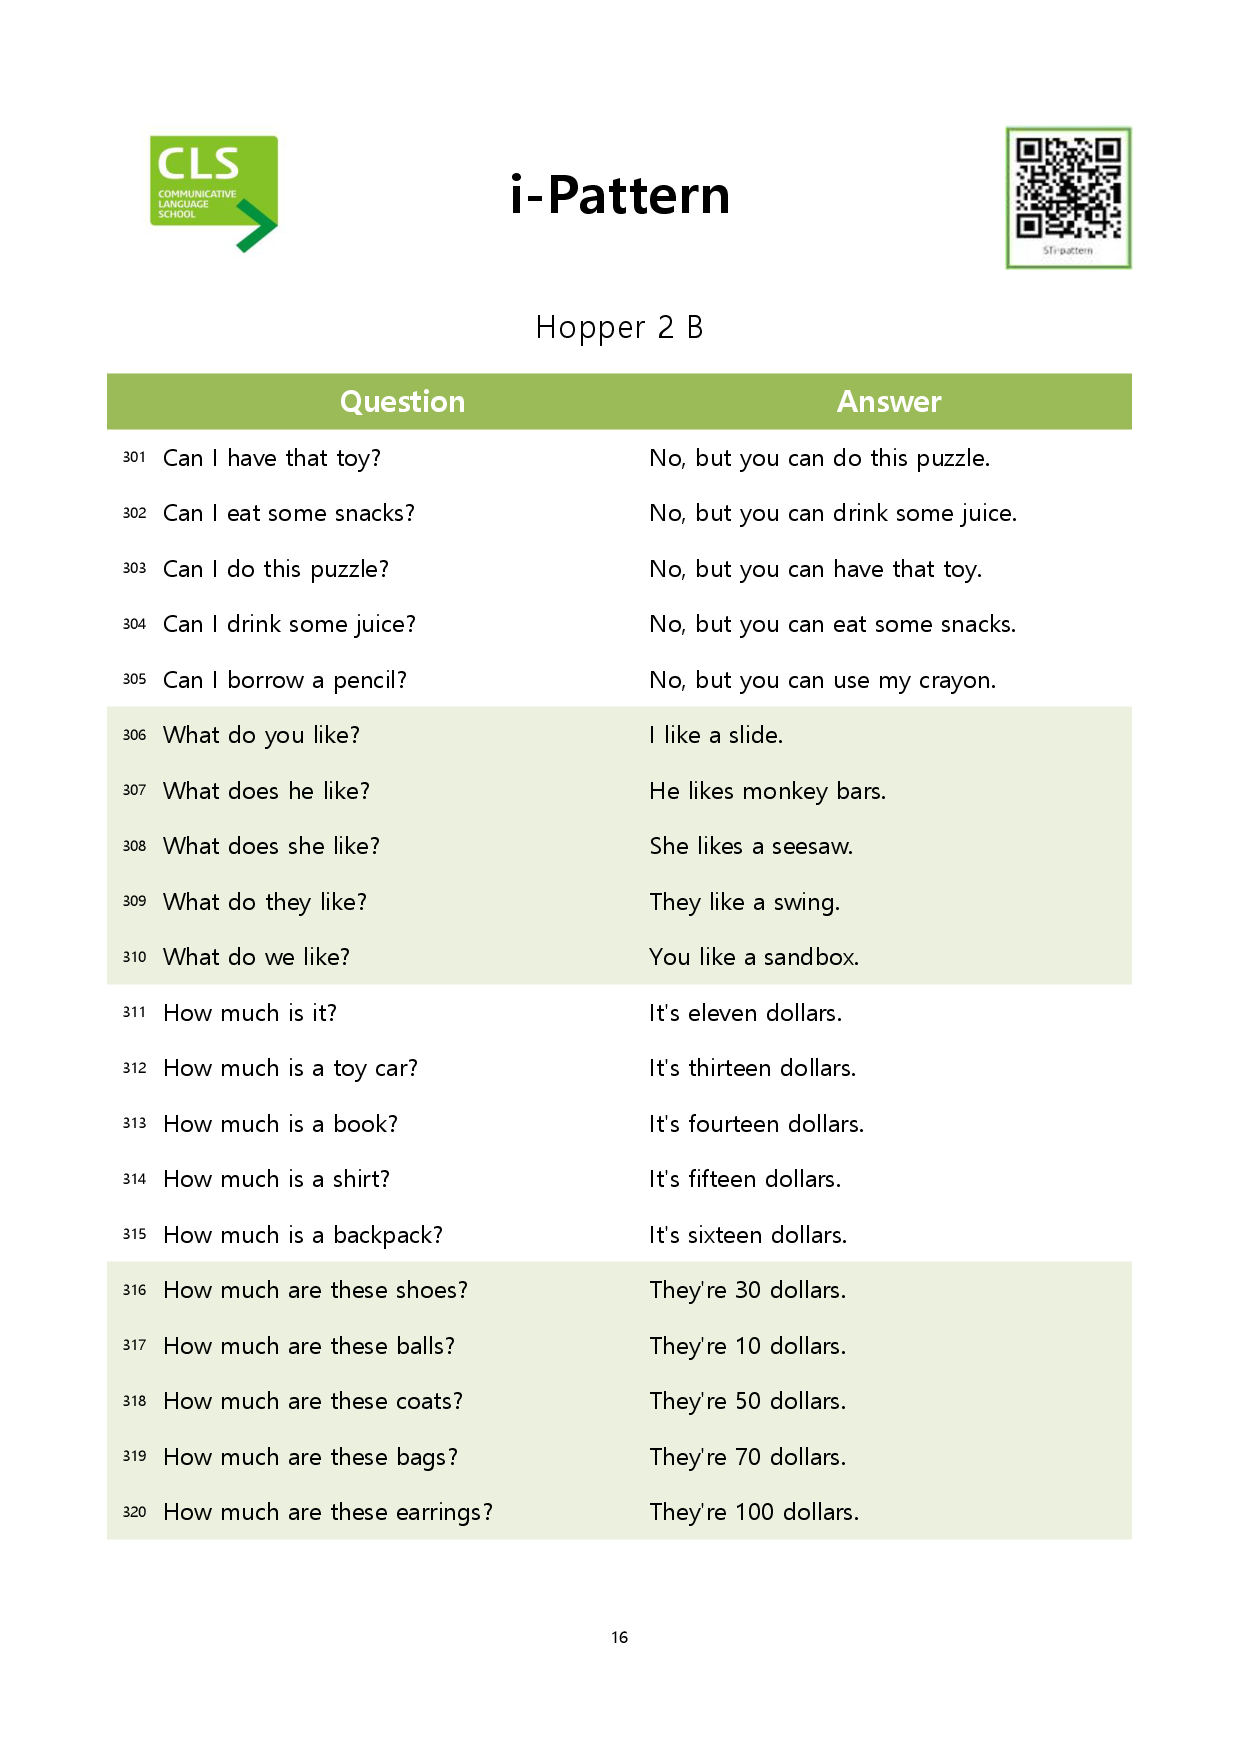 CLS
COMMUNICATIVE
LANGUAGE
SCHOOL
i-Pattern
STi-pattern
Hopper 2 B
Question Answer
301 Can I have that toy? No, but you can do this puzzle.
302 Can I eat some snacks? No, but you can drink some juice.
303 Can I do this puzzle? No, but you can have that toy.
304 Can I drink some juice? No, but you can eat some snacks.
305 Can I borrow a pencil? No, but you can use my crayon.
306 What do you like? I like a slide.
307 What does he like? He likes monkey bars.
308 What does she like? She likes a seesaw.
309 What do they like? They like a swing.
310 What do we like? You like a sandbox.
311 How much is it? It's eleven dollars.
312 How much is a toy car? It's thirteen dollars.
313 How much is a book? It's fourteen dollars.
314 How much is a shirt? It's fifteen dollars.
315 How much is a backpack? It's sixteen dollars.
316 How much are these shoes? They're 30 dollars.
317 How much are these balls? They're 10 dollars.
318 How much are these coats? They're 50 dollars.
319 How much are these bags? They're 70 dollars.
320 How much are these earrings? They're 100 dollars.
16